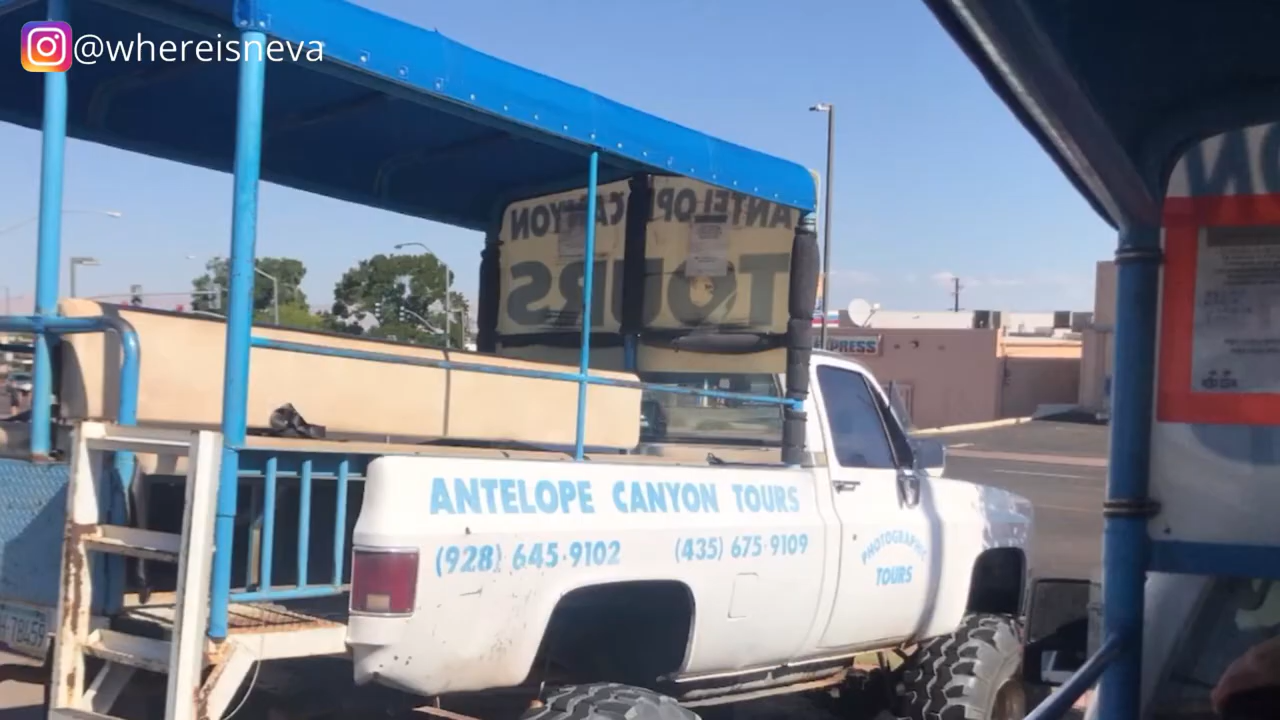 @whereisneva
ANTELOPE CANYON
TOURS
PRESS
ANTELOPE CANYON TOURS
(928) 645-9102 (435) 675-9109
PHOTOGRAPHIC
TOURS